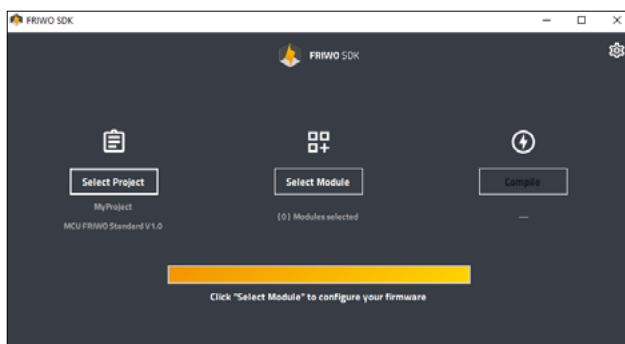 FRIWO SDK
FRIWO SDK
Select Project
Select Module
Compile
MyProject
MCU FRIWO Standard V1.0
(0) Modules selected
Click "Select Module" to configure your firmware